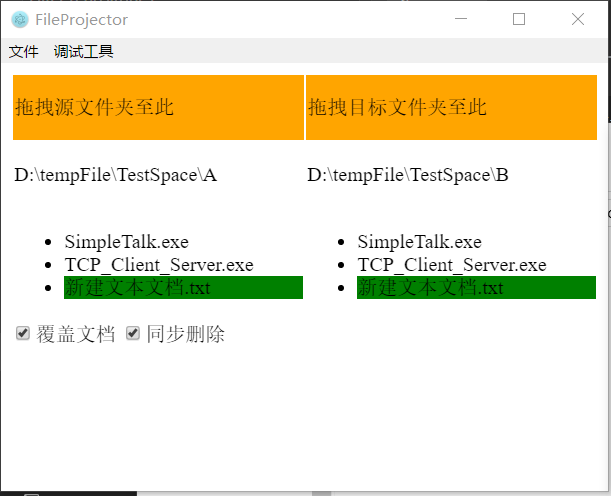 FileProjector
文件 调试工具
拖拽源文件夹至此 拖拽目标文件夹至此
D:\tempFile\TestSpace\A D:\tempFile\TestSpace\B
SimpleTalk.exe SimpleTalk.exe
TCP_Client_Server.exe TCP_Client_Server.exe
新建文本文档.txt 新建文本文档.txt
覆盖文档 同步删除